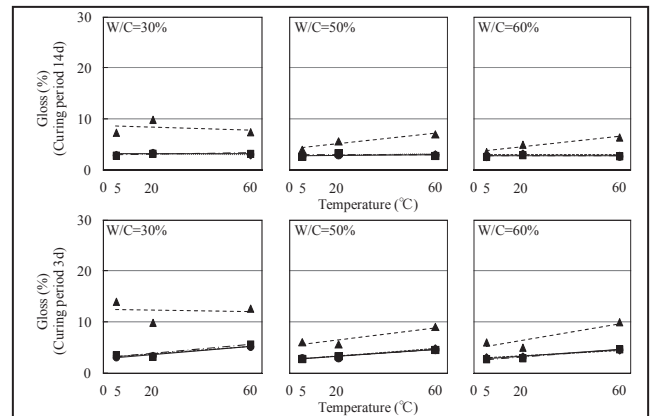 W/C=30%
W/C=50%
W/C=60%
Gloss (%)
(Curing period 14d)
30
20
10
0
0 5 20 60
0 5 20 60
0 5 20 60
Temperature (℃)
W/C=30%
W/C=50%
W/C=60%
Gloss (%)
(Curing period 3d)
30
20
10
0
0 5 20 60
0 5 20 60
0 5 20 60
Temperature (℃)